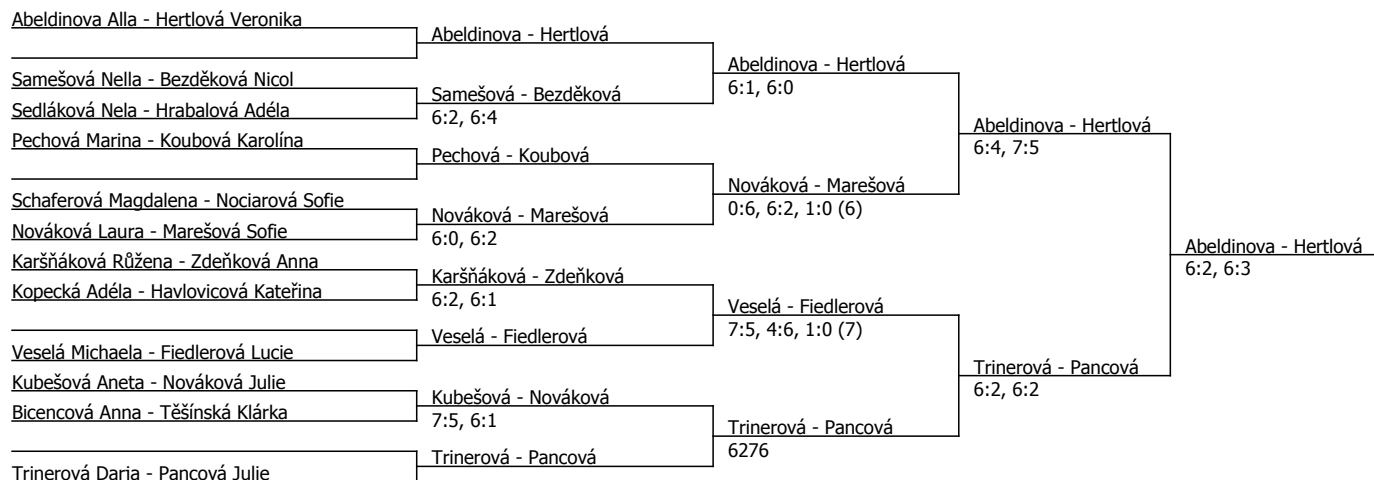 Abeldinova Alla - Hertlová Veronika
Samešová Nella - Bezděková Nicol
Sedláková Nela - Hrabalová Adéla
Pechová Marina - Koubová Karolína
Schaferová Magdalena - Nociarová Sofie
Nováková Laura - Marešová Sofie
Karšňáková Růžena - Zdeňková Anna
Kopecká Adéla - Havlovicová Kateřina
Veselá Michaela - Fiedlerová Lucie
Kubešová Aneta - Nováková Julie
Bicencová Anna - Těšínská Klárka
Trinerová Daria - Pancová Julie
Abeldinova - Hertlová
Samešová - Bezděková
6:2, 6:4
Pechová - Koubová
Nováková - Marešová
6:0, 6:2
Karšňáková - Zdeňková
6:2, 6:1
Veselá - Fiedlerová
Kubešová - Nováková
7:5, 6:1
Trinerová - Pancová
Abeldinova - Hertlová
6:1, 6:0
Nováková - Marešová
0:6, 6:2, 1:0 (6)
Veselá - Fiedlerová
7:5, 4:6, 1:0 (7)
Trinerová - Pancová
6276
Abeldinova - Hertlová
6:4, 7:5
Trinerová - Pancová
6:2, 6:2
Abeldinova - Hertlová
6:2, 6:3